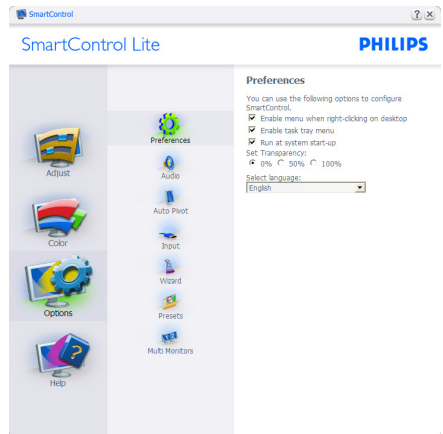 SmartControl
SmartControl Lite
PHILIPS
Adjust
Color
Options
Help
Preferences
Audio
Auto Pivot
Input
Wizard
Presets
Multi Monitors
Preferences
You can use the following options to configure
SmartControl.
Enable menu when right-clicking on desktop
Enable task tray menu
Run at system start-up
Set Transparency:
0% 50% 100%
Select language:
English